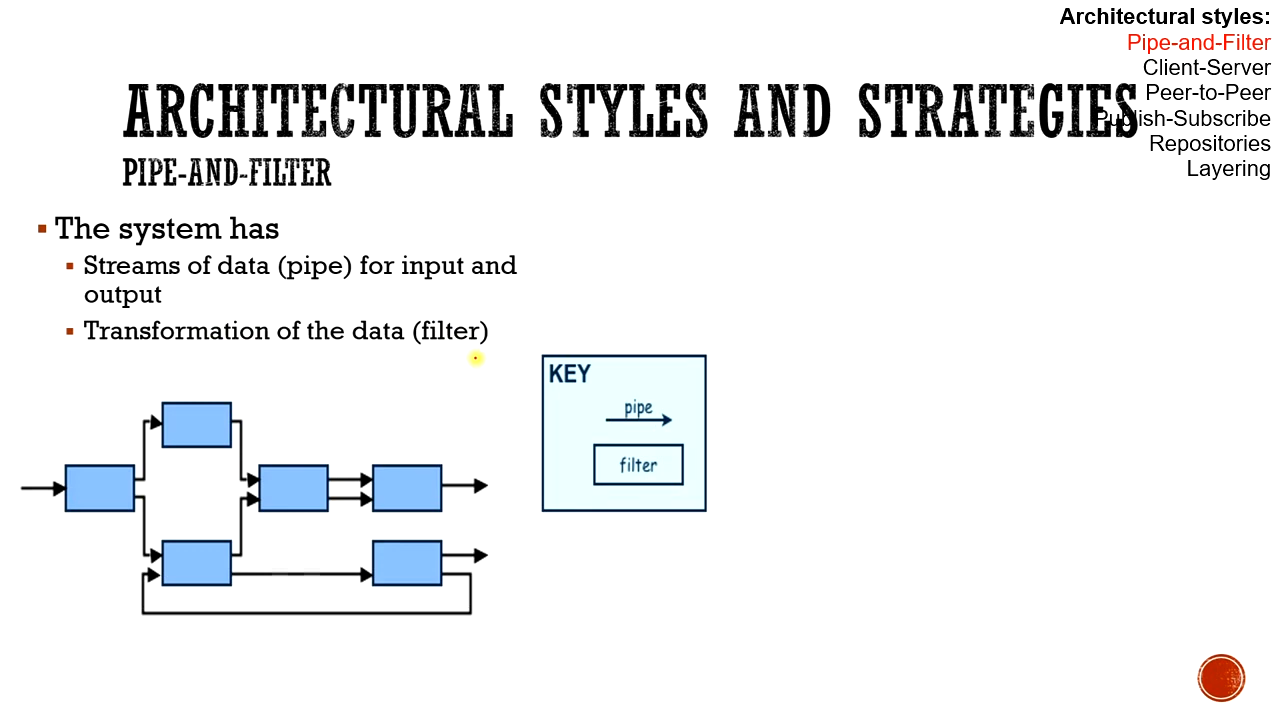 Architectural styles:
Pipe-and-Filter
Client-Server
Peer-to-Peer
Publish-Subscribe
Repositories
Layering
ARCHITECTURAL STYLES AND STRATEGIES
PIPE-AND-FILTER
The system has
Streams of data (pipe) for input and
output
Transformation of the data (filter)
KEY
pipe
filter